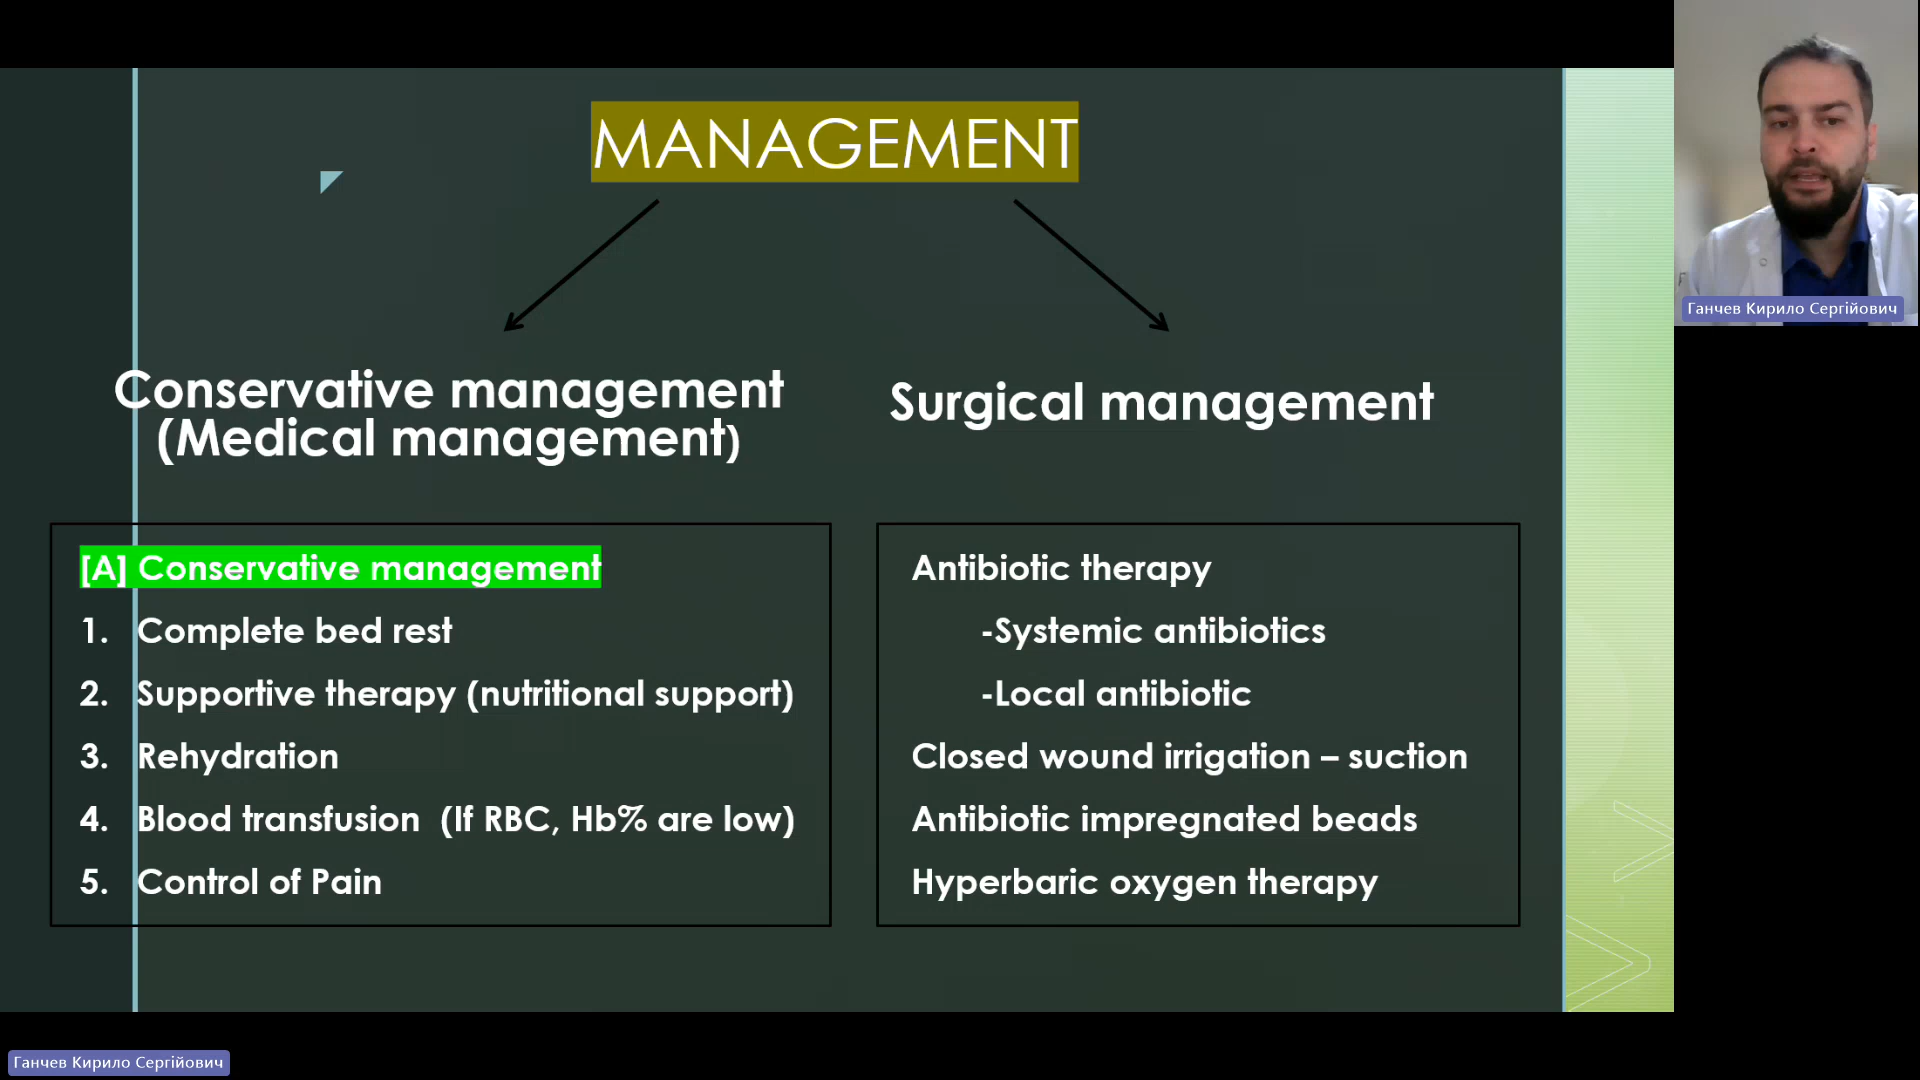 MANAGEMENT
Conservative management
(Medical management)
Surgical management
[A] Conservative management
1. Complete bed rest
2. Supportive therapy (nutritional support)
3. Rehydration
4. Blood transfusion (If RBC, Hb% are low)
5. Control of Pain
Antibiotic therapy
-Systemic antibiotics
-Local antibiotic
Closed wound irrigation – suction
Antibiotic impregnated beads
Hyperbaric oxygen therapy
Ганчев Кирило Сергійович
Ганчев Кирило Сергійович